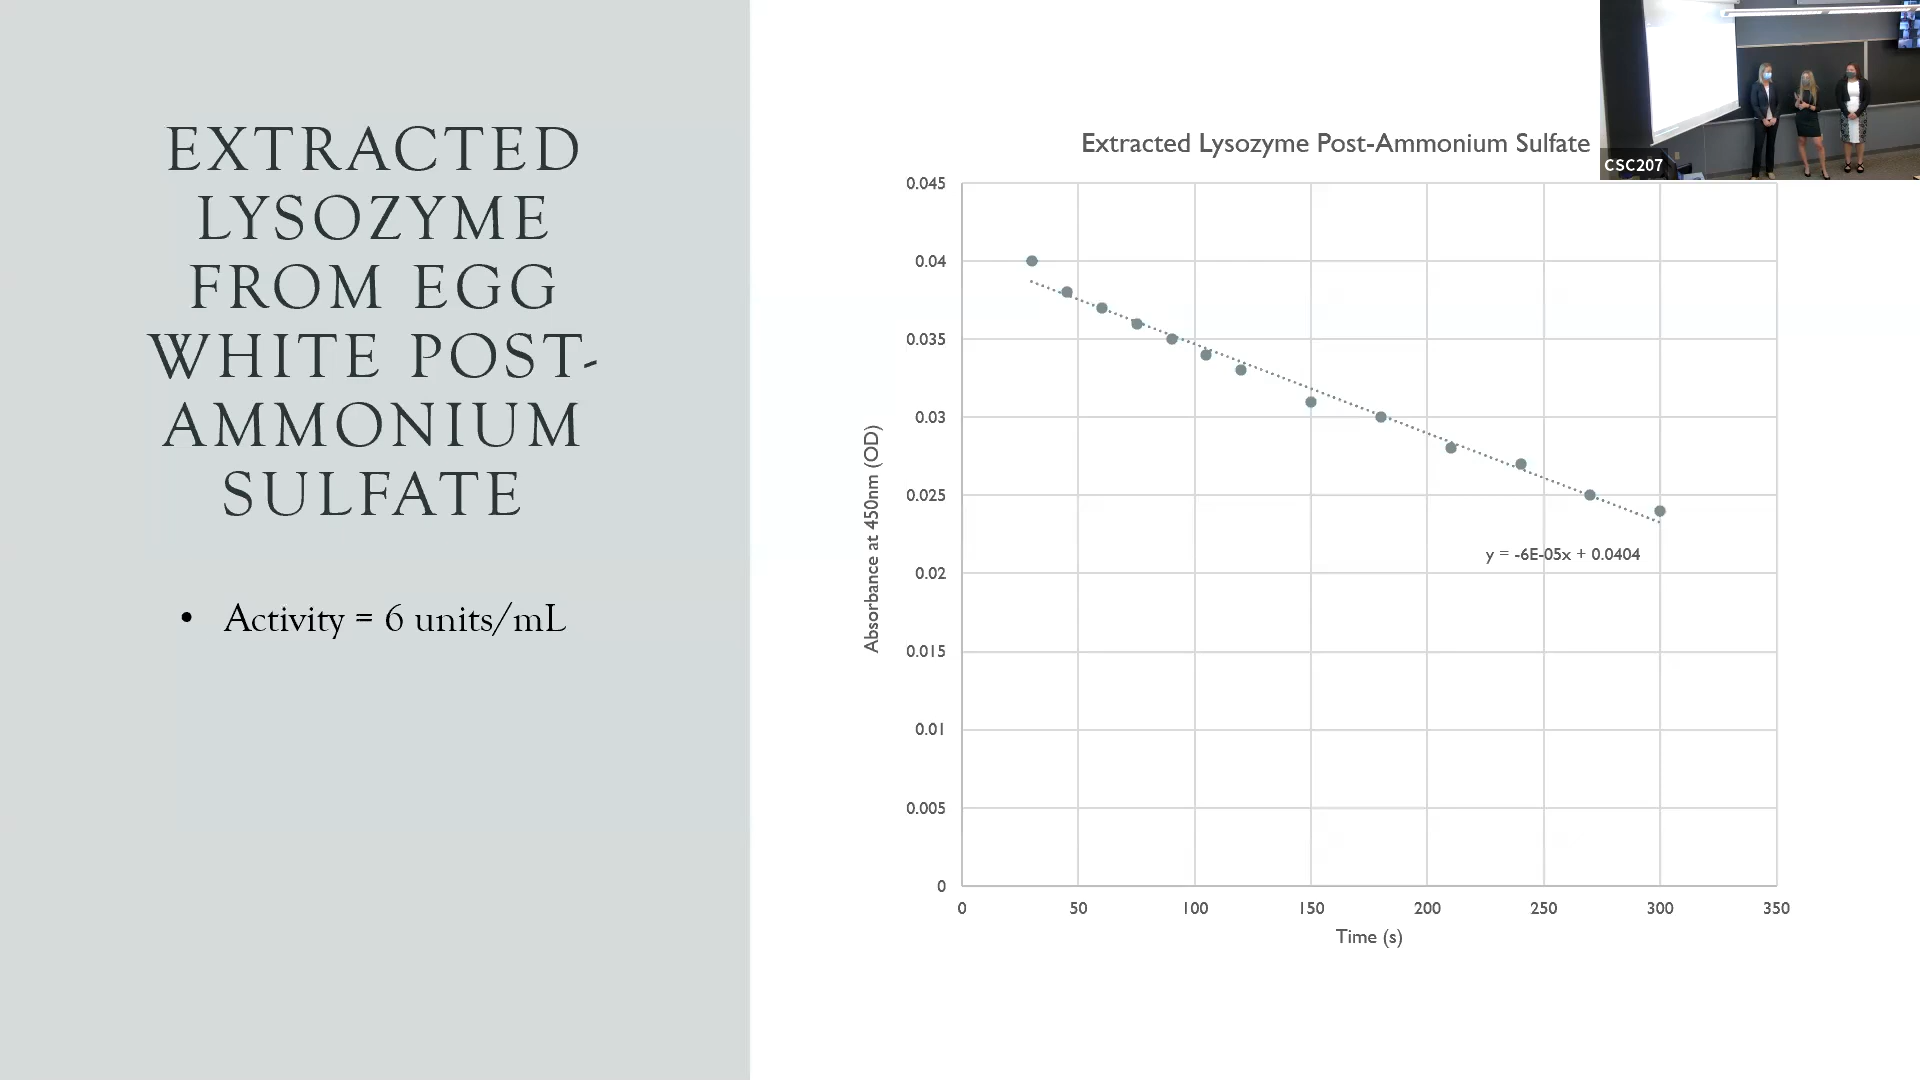 EXTRACTED
LYSOZYME
FROM EGG
WHITE POST-
AMMONIUM
SULFATE
• Activity = 6 units/mL
Extracted Lysozyme Post-Ammonium Sulfate
CSC207
0.045
0.04
0.035
0.03
0.025
0.02
0.015
0.01
0.005
0
Absorbance at 450nm (OD)
y = -6E-05x + 0.0404
0 50 100 150 200 250 300 350
Time (s)